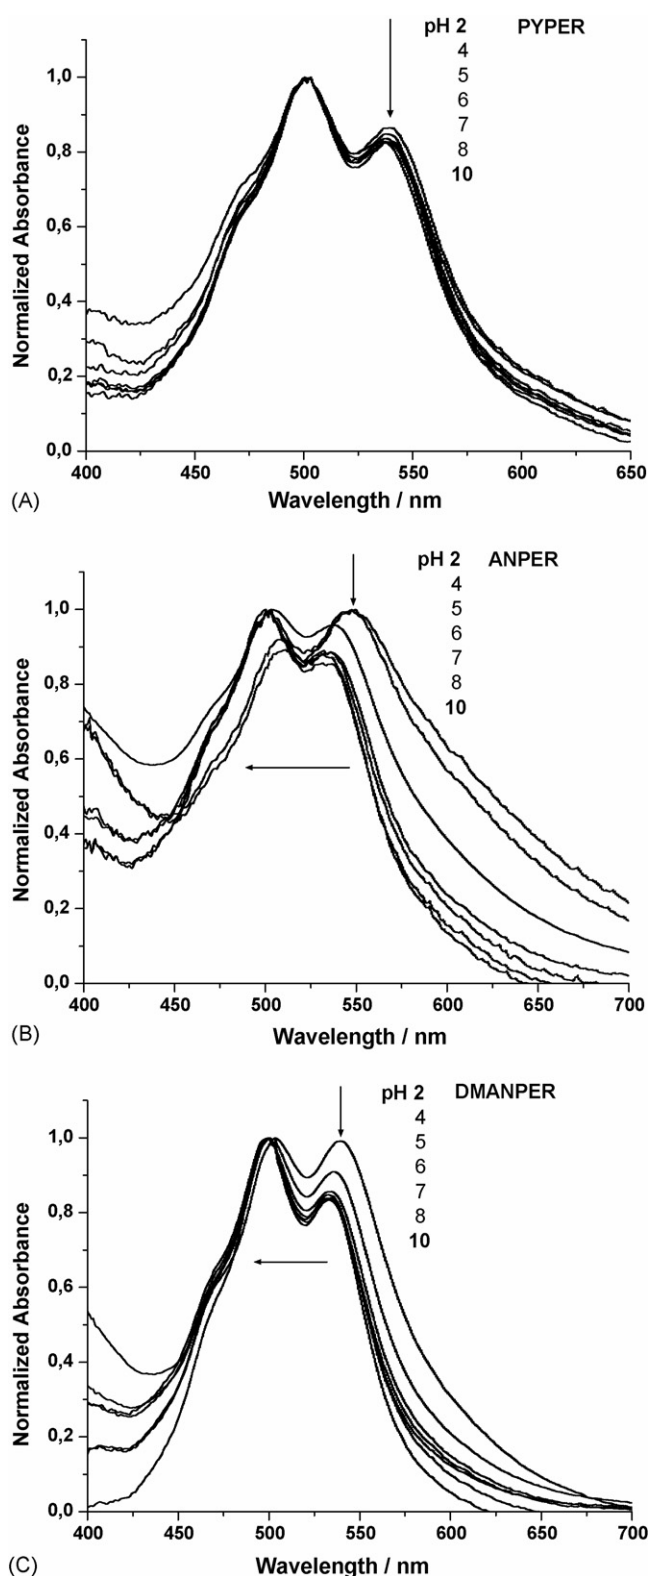 pH 2 PYPER
4
5
6
7
8
10
1,0
0,8
0,6
0,4
0,2
0,0
Normalized Absorbance
400 450 500 550 600 650
Wavelength / nm
(A)
pH 2 ANPER
4
5
6
7
8
10
1,0
0,8
0,6
0,4
0,2
0,0
Normalized Absorbance
400 450 500 550 600 650 700
Wavelength / nm
(B)
pH 2 DMANPER
4
5
6
7
8
10
1,0
0,8
0,6
0,4
0,2
0,0
Normalized Absorbance
400 450 500 550 600 650 700
Wavelength / nm
(C)